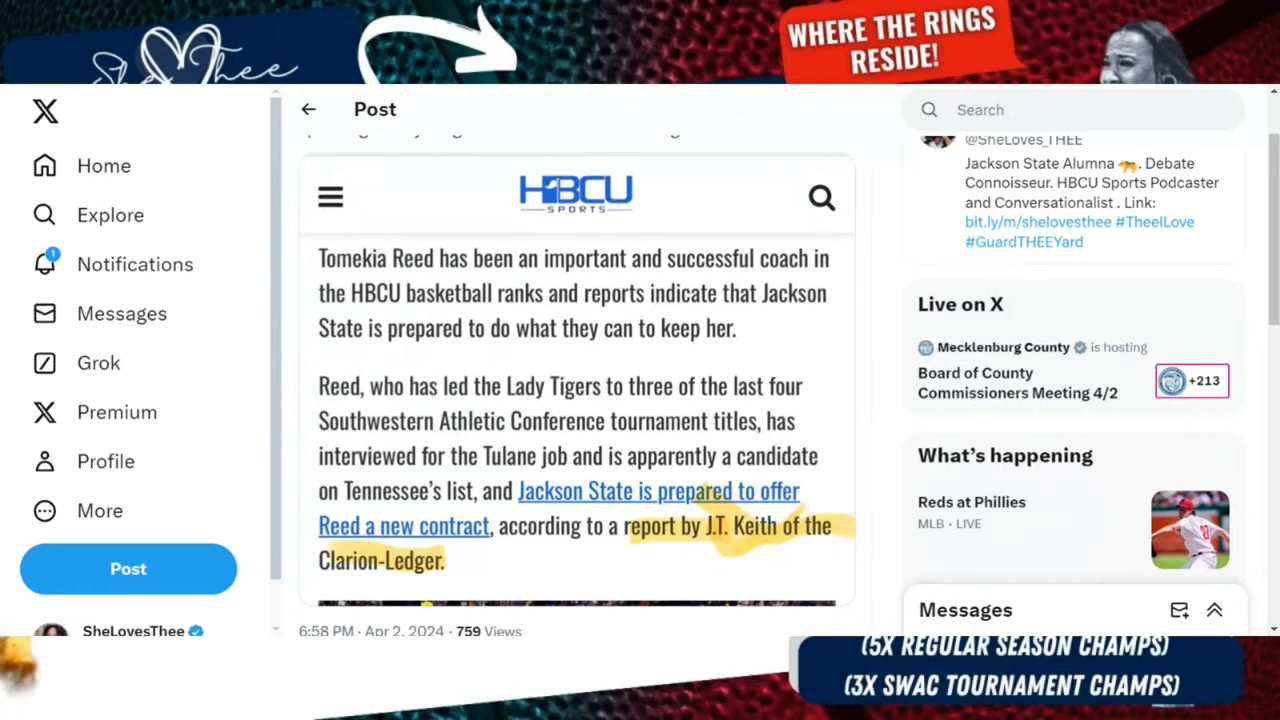 She Thee
WHERE THE RINGS
RESIDE!
Home
Explore
Notifications
1
Messages
Grok
Premium
Profile
More
Post
SheLovesThee
Post
HBCU
SPORTS
Tomekia Reed has been an important and successful coach in
the HBCU basketball ranks and reports indicate that Jackson
State is prepared to do what they can to keep her.
Reed, who has led the Lady Tigers to three of the last four
Southwestern Athletic Conference tournament titles, has
interviewed for the Tulane job and is apparently a candidate
on Tennessee's list, and Jackson State is prepared to offer
Reed a new contract, according to a report by J.T. Keith of the
Clarion-Ledger.
6:58 PM · Apr 2, 2024 · 759 Views
Search
@SheLoves_THEE
Jackson State Alumna 🐅. Debate
Connoisseur. HBCU Sports Podcaster
and Conversationalist . Link:
bit.ly/m/shelovesthee #TheeILove
#GuardTHEEYard
Live on X
Mecklenburg County is hosting
Board of County
Commissioners Meeting 4/2
+213
What's happening
Reds at Phillies
MLB · LIVE
Messages
(5X REGULAR SEASON CHAMPS)
(3X SWAC TOURNAMENT CHAMPS)